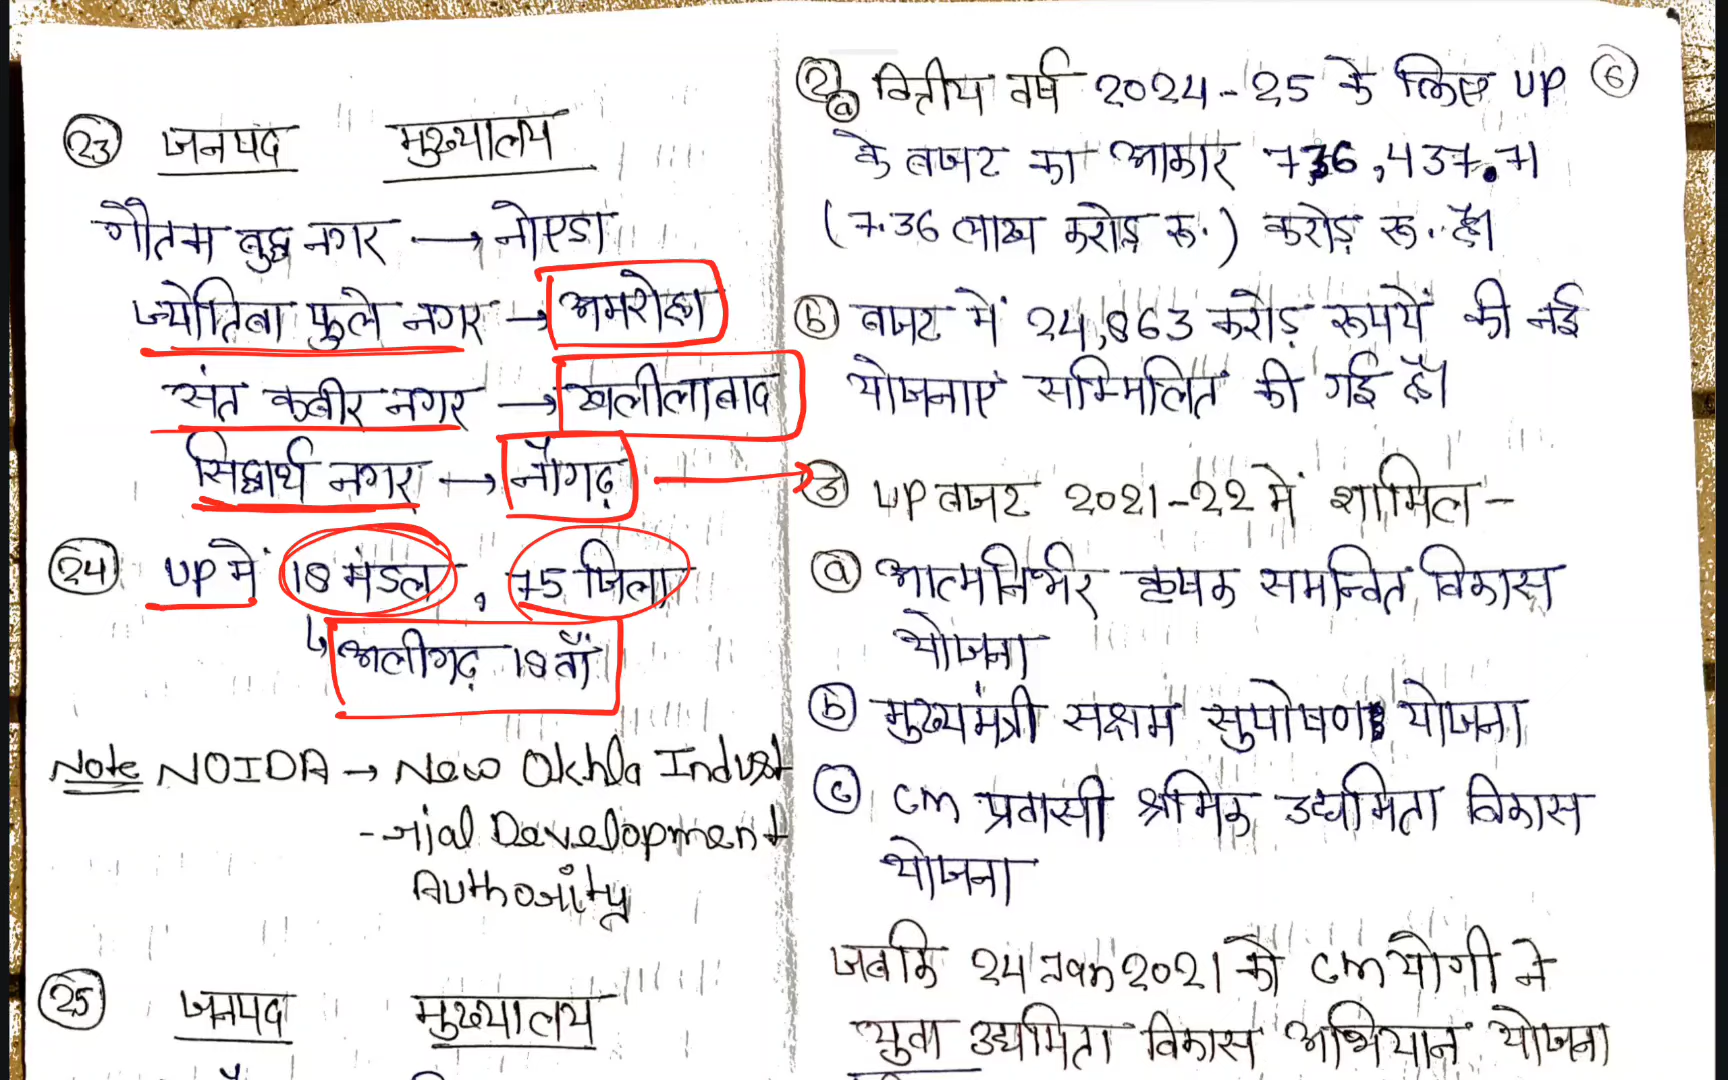 23 जनपद मुख्यालय
गौतम बुद्ध नगर → नोएडा
ज्योतिबा फुले नगर → अमरोहा
संत कबीर नगर → खलीलाबाद
सिद्धार्थ नगर → नौगढ़
24 UP में 18 मंडल, 75 जिला
↳ अलीगढ़ 18 वाँ
Note NOIDA → New Okhla Indust
-rial Development
Authority
25 जनपद मुख्यालय
6
2 a वित्तीय वर्ष 2024-25 के लिए UP
के बजट का आकार 736,437.71
(7.36 लाख करोड़ रू.) करोड़ रू. है।
b बजट में 24,863 करोड़ रूपये की नई
योजनाएं सम्मिलित की गई हैं।
3 UP बजट 2021-22 में शामिल -
a आत्मनिर्भर कृषक समन्वित विकास
योजना
b मुख्यमंत्री सक्षम सुपोषण योजना
c CM प्रवासी श्रमिक उद्यमिता विकास
योजना
जबकि 24 Jan 2021 को CM योगी ने
युवा उद्यमिता विकास अभियान योजना